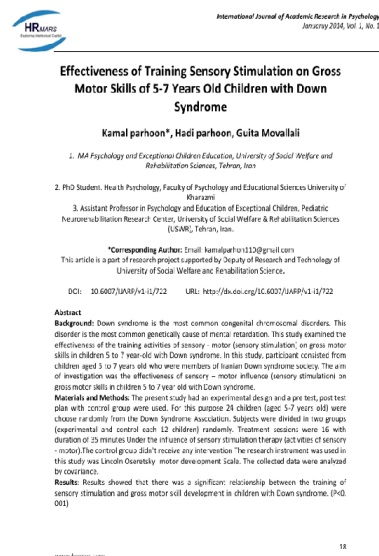 HRMARS
Exploring Intellectual Capital
International Journal of Academic Research in Psychology
January 2014, Vol. 1, No. 1
Effectiveness of Training Sensory Stimulation on Gross
Motor Skills of 5-7 Years Old Children with Down
Syndrome
Kamal parhoon*, Hadi parhoon, Guita Movallali
1. MA Psychology and Exceptional Children Education, University of Social Welfare and
Rehabilitation Sciences, Tehran, Iran
2. PhD Student. Health Psychology, Faculty of Psychology and Educational Sciences University of
Kharazmi
3. Assistant Professor in Psychology and Education of Exceptional Children, Pediatric
Neurorehabilitation Research Center, University of Social Welfare & Rehabilitation Sciences
(USWR), Tehran, Iran.
*Corresponding Author: Email kamalparhon110@gmail.com
This article is a part of research project supported by Deputy of Research and Technology of
University of Social Welfare and Rehabilitation Science.
DOI: 10.6007/IJARP/v1-i1/722 URL: http://dx.doi.org/10.6007/IJARP/v1-i1/722
Abstract
Background: Down syndrome is the most common congenital chromosomal disorders. This
disorder is the most common genetically cause of mental retardation. This study examined the
effectiveness of the training activities of sensory - motor (sensory stimulation) on gross motor
skills in children 5 to 7 year-old with Down syndrome. In this study, participant consisted from
children aged 5 to 7 years old who were members of Iranian Down syndrome society. The aim
of investigation was the effectiveness of sensory – motor influence (sensory stimulation) on
gross motor skills in children 5 to 7 year old with Down syndrome.
Materials and Methods: The present study had an experimental design and a pre test, post test
plan with control group were used. For this purpose 24 children (aged 5-7 years old) were
choose randomly from the Down Syndrome Association. Subjects were divided in two groups
(experimental and control each 12 children) randomly. Treatment sessions were 16 with
duration of 35 minutes Under the influence of sensory stimulation therapy (activities of sensory
- motor).The control group didn't receive any intervention The research instrument was used in
this study was Lincoln Oseretsky motor development Scale. The collected data were analyzed
by covariance.
Results: Results showed that there was a significant relationship between the training of
sensory stimulation and gross motor skill development in children with Down syndrome. (P<0.
001)
18